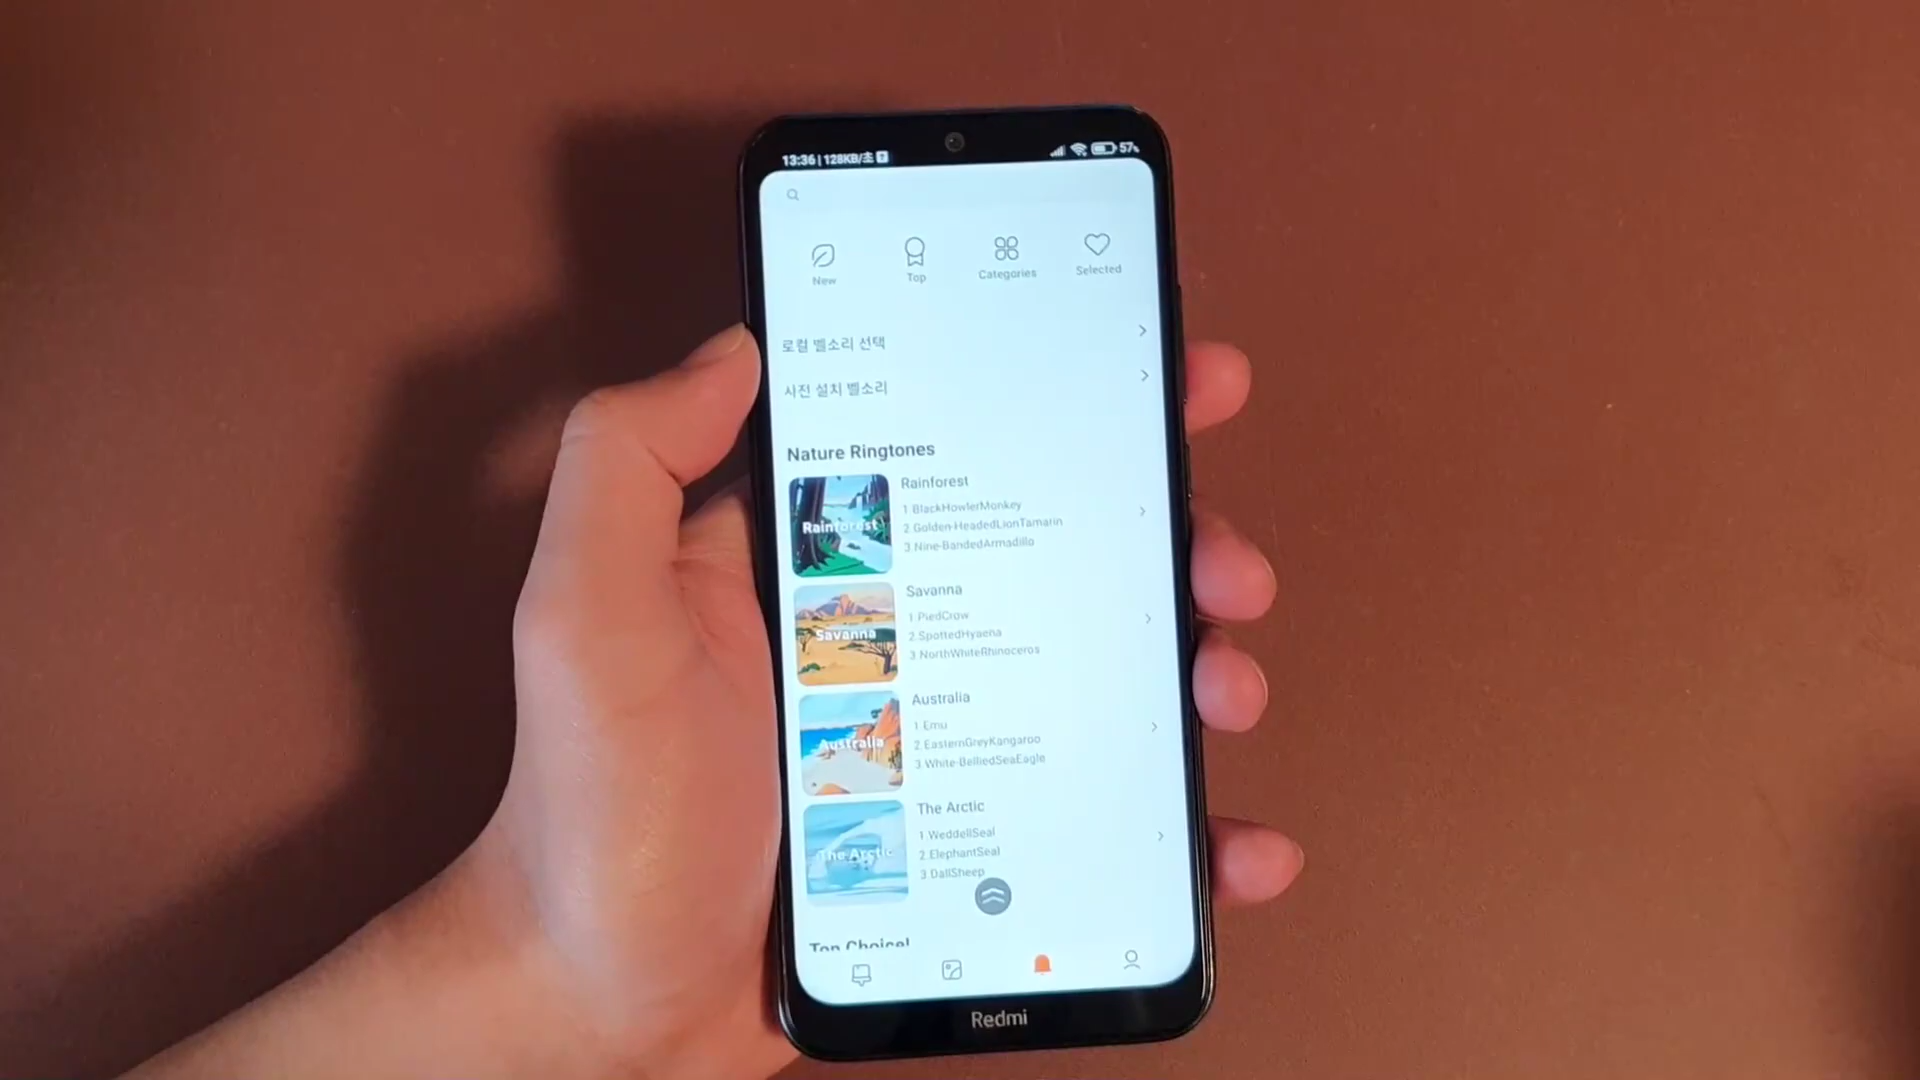 13:36 | 128KB/초
57%
New
Top
Categories
Selected
로컬 벨소리 선택
사전 설치 벨소리
Nature Ringtones
Rainforest
Rainforest
1 BlackHowlerMonkey
2 Golden-HeadedLionTamarin
3 Nine-BandedArmadillo
Savanna
Savanna
1 PiedCrow
2 SpottedHyaena
3 NorthWhiteRhinoceros
Australia
Australia
1 Emu
2 EasternGreyKangaroo
3 White-BelliedSeaEagle
The Arctic
The Arctic
1 WeddellSeal
2 ElephantSeal
3 DallSheep
Top Choice!
Redmi